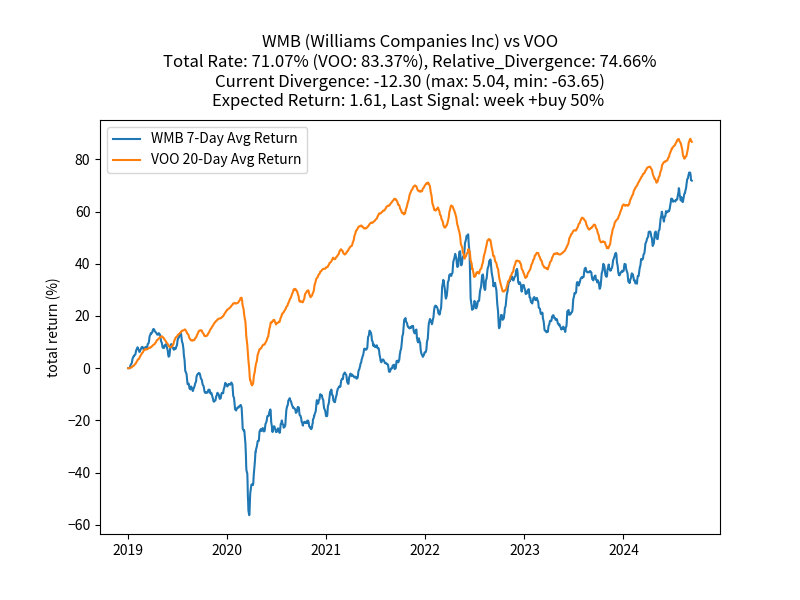 WMB (Williams Companies Inc) vs VOO
Total Rate: 71.07% (VOO: 83.37%), Relative_Divergence: 74.66%
Current Divergence: -12.30 (max: 5.04, min: -63.65)
Expected Return: 1.61, Last Signal: week +buy 50%
WMB 7-Day Avg Return
VOO 20-Day Avg Return
total return (%)
80
60
40
20
0
−20
−40
−60
2019 2020 2021 2022 2023 2024